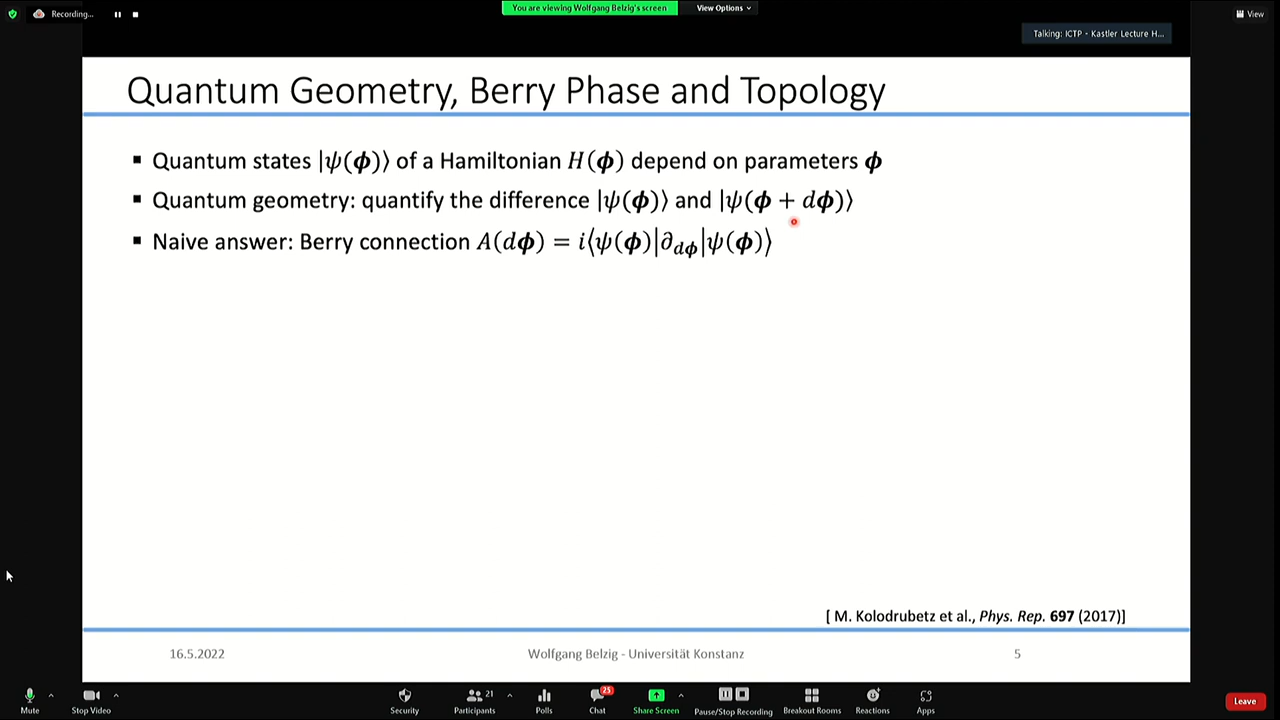 Recording...
You are viewing Wolfgang Belzig's screen
View Options
View
Talking: ICTP - Kastler Lecture H...
Quantum Geometry, Berry Phase and Topology
▪ Quantum states |ψ(ϕ)⟩ of a Hamiltonian H(ϕ) depend on parameters ϕ
▪ Quantum geometry: quantify the difference |ψ(ϕ)⟩ and |ψ(ϕ + dϕ)⟩
▪ Naive answer: Berry connection A(dϕ) = i⟨ψ(ϕ)|∂_{dϕ}|ψ(ϕ)⟩
[ M. Kolodrubetz et al., Phys. Rep. 697 (2017)]
16.5.2022
Wolfgang Belzig - Universität Konstanz
5
Mute
Stop Video
Security
Participants 21
Polls
Chat 25
Share Screen
Pause/Stop Recording
Breakout Rooms
Reactions
Apps
Leave